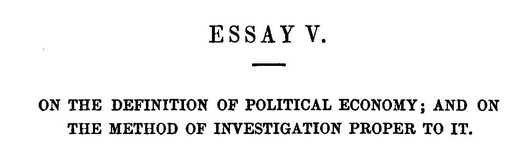 ESSAY V.
ON THE DEFINITION OF POLITICAL ECONOMY; AND ON
THE METHOD OF INVESTIGATION PROPER TO IT.